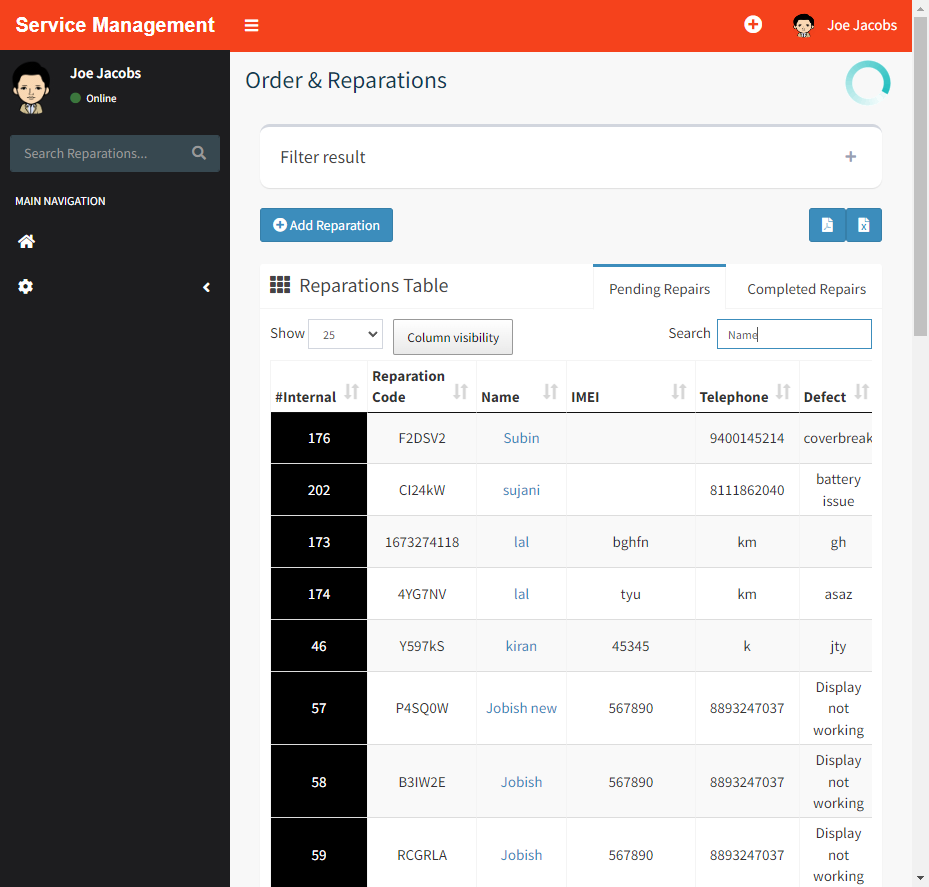 Service Management
Joe Jacobs
Joe Jacobs
Online
Search Reparations...
MAIN NAVIGATION
Order & Reparations
Filter result
Add Reparation
Reparations Table
Pending Repairs
Completed Repairs
Show 25 Column visibility Search Name
#Internal Reparation Code Name IMEI Telephone Defect
176 F2DSV2 Subin 9400145214 coverbreak
202 CI24kW sujani 8111862040 battery issue
173 1673274118 lal bghfn km gh
174 4YG7NV lal tyu km asaz
46 Y597kS kiran 45345 k jty
57 P4SQ0W Jobish new 567890 8893247037 Display not working
58 B3IW2E Jobish 567890 8893247037 Display not working
59 RCGRLA Jobish 567890 8893247037 Display not working